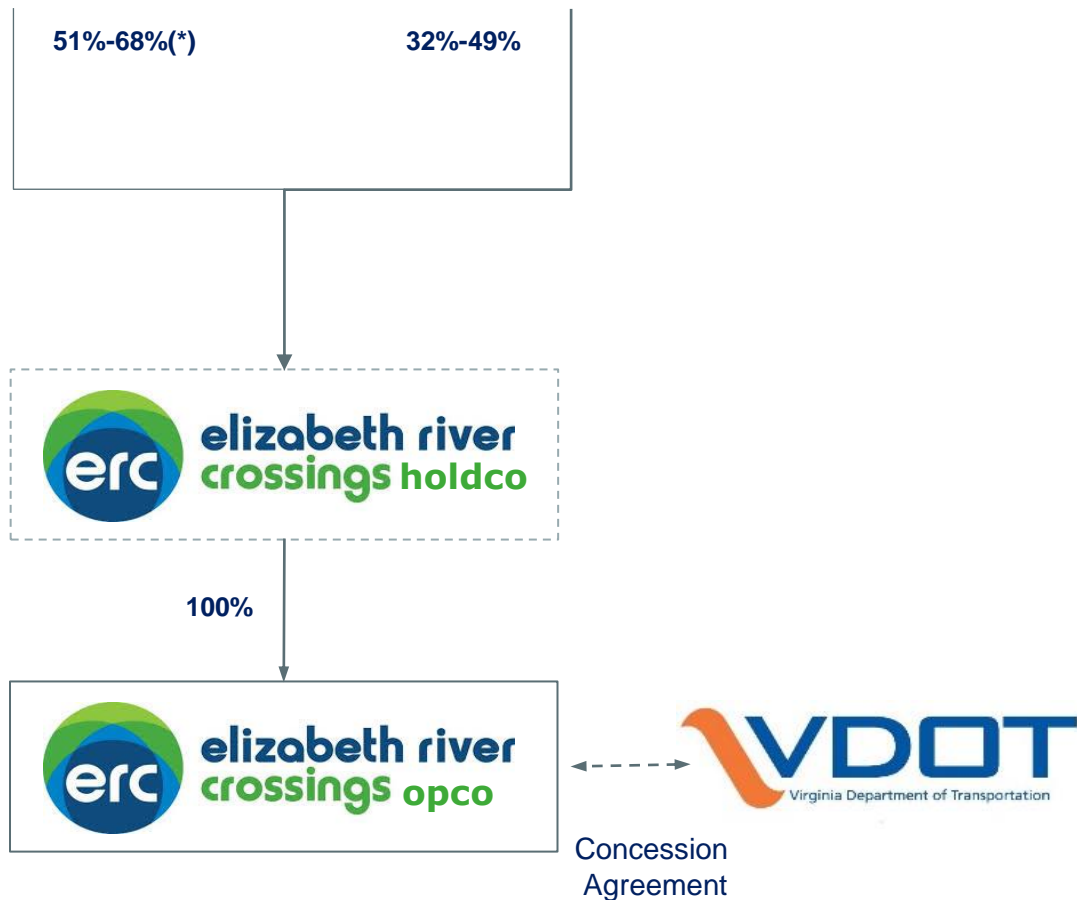 51%-68%(*) 32%-49%
erc elizabeth river
crossings holdco
100%
erc elizabeth river
crossings opco
VDOT
Virginia Department of Transportation
Concession
Agreement